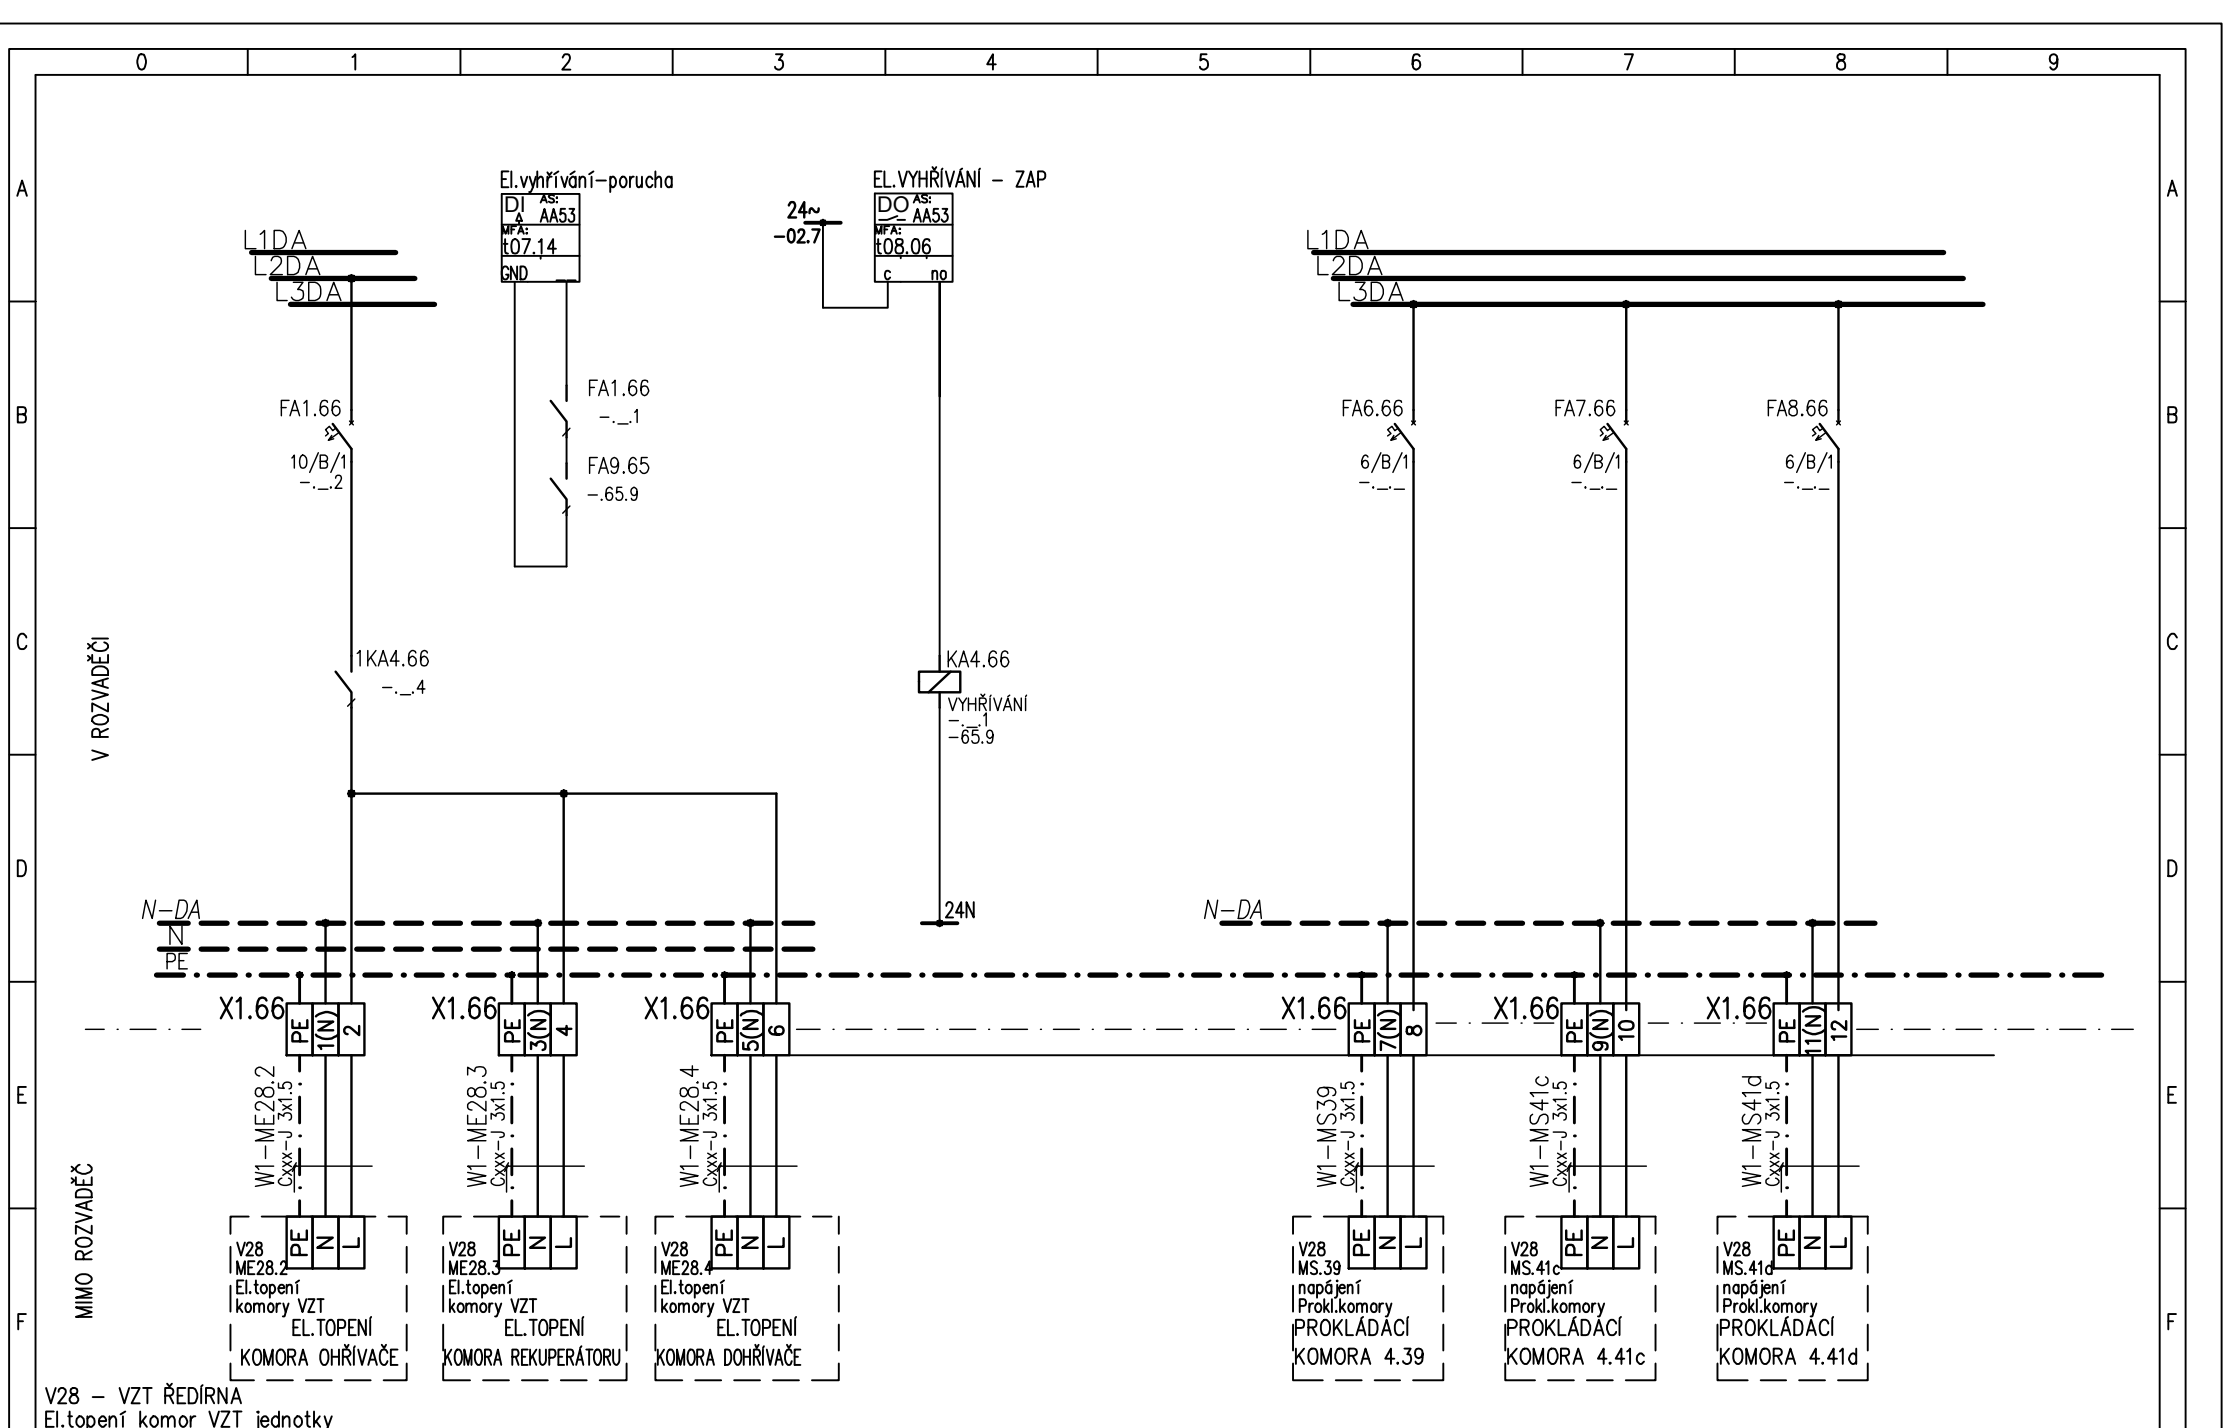 0 1 2 3 4 5 6 7 8 9
A A
El.vyhřívání-porucha
DI AS:
AA53
MFA:
t07.14
GND __
EL.VYHŘÍVÁNÍ - ZAP
DO AS:
AA53
MFA:
t08.06
c no
24~
-02.7
L1DA
L2DA
L3DA
L1DA
L2DA
L3DA
B B
FA1.66
10/B/1
-._.2
FA1.66
-._.1
FA9.65
-.65.9
FA6.66
6/B/1
-._._
FA7.66
6/B/1
-._._
FA8.66
6/B/1
-._._
C C
V ROZVADĚČI
1KA4.66
-._.4
KA4.66
VYHŘÍVÁNÍ
-._.1
-65.9
D D
N-DA
N
PE
24N
N-DA
X1.66 PE 1(N) 2
X1.66 PE 3(N) 4
X1.66 PE 5(N) 6
X1.66 PE 7(N) 8
X1.66 PE 9(N) 10
X1.66 PE 11(N) 12
E E
W1-ME28.2
Cxxx-J 3x1.5
W1-ME28.3
Cxxx-J 3x1.5
W1-ME28.4
Cxxx-J 3x1.5
W1-MS39
Cxxx-J 3x1.5
W1-MS41c
Cxxx-J 3x1.5
W1-MS41d
Cxxx-J 3x1.5
MIMO ROZVADĚČ
F F
PE N L
V28
ME28.2
El.topení
komory VZT
EL.TOPENÍ
KOMORA OHŘÍVAČE
PE N L
V28
ME28.3
El.topení
komory VZT
EL.TOPENÍ
KOMORA REKUPERÁTORU
PE N L
V28
ME28.4
El.topení
komory VZT
EL.TOPENÍ
KOMORA DOHŘÍVAČE
PE N L
V28
MS.39
napájení
Prokl.komory
PROKLÁDACÍ
KOMORA 4.39
PE N L
V28
MS.41c
napájení
Prokl.komory
PROKLÁDACÍ
KOMORA 4.41c
PE N L
V28
MS.41d
napájení
Prokl.komory
PROKLÁDACÍ
KOMORA 4.41d
V28 - VZT ŘEDÍRNA
El.topení komor VZT jednotky